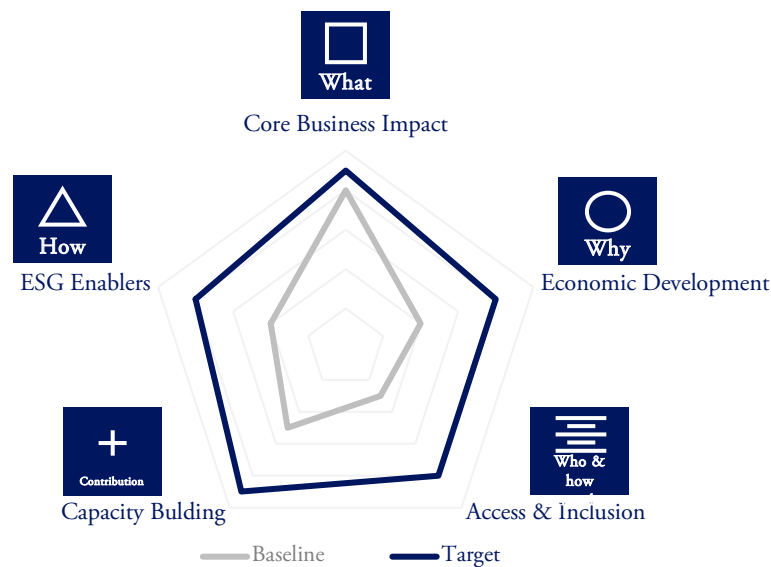 What
Core Business Impact
How
ESG Enablers
Why
Economic Development
Contribution
Capacity Bulding
Who &
how
Access & Inclusion
Baseline
Target